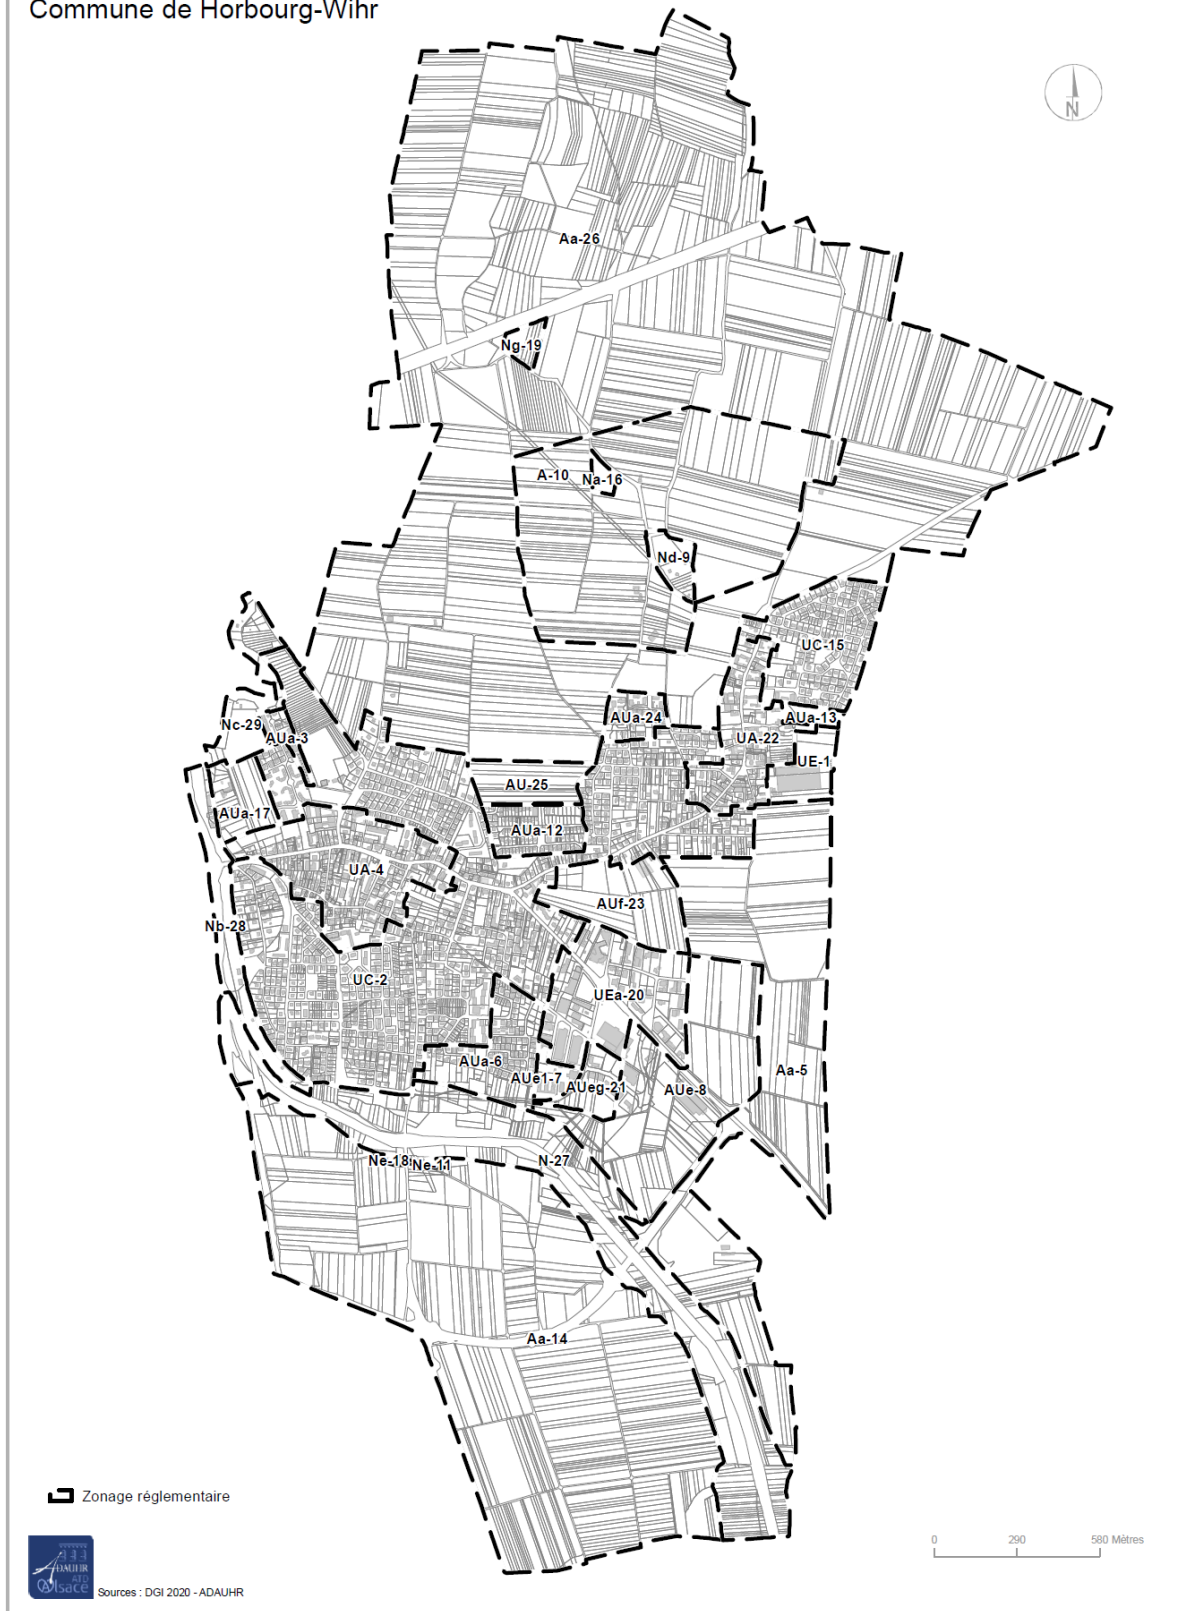 Commune de Horbourg-Wihr
N
Aa-26
Ng-19
A-10
Na-16
Nd-9
UC-15
AUa-24
AUa-13
Nc-29
AUa-3
UA-22
UE-1
AU-25
AUa-17
AUa-12
UA-4
AUf-23
Nb-28
UC-2
UEa-20
AUa-6
Aa-5
AUe1-7
AUeg-21
AUe-8
Ne-18
Ne-11
N-27
Aa-14
Zonage réglementaire
0 290 580 Mètres
ADAUHR
ATD
Alsace
Sources : DGI 2020 - ADAUHR